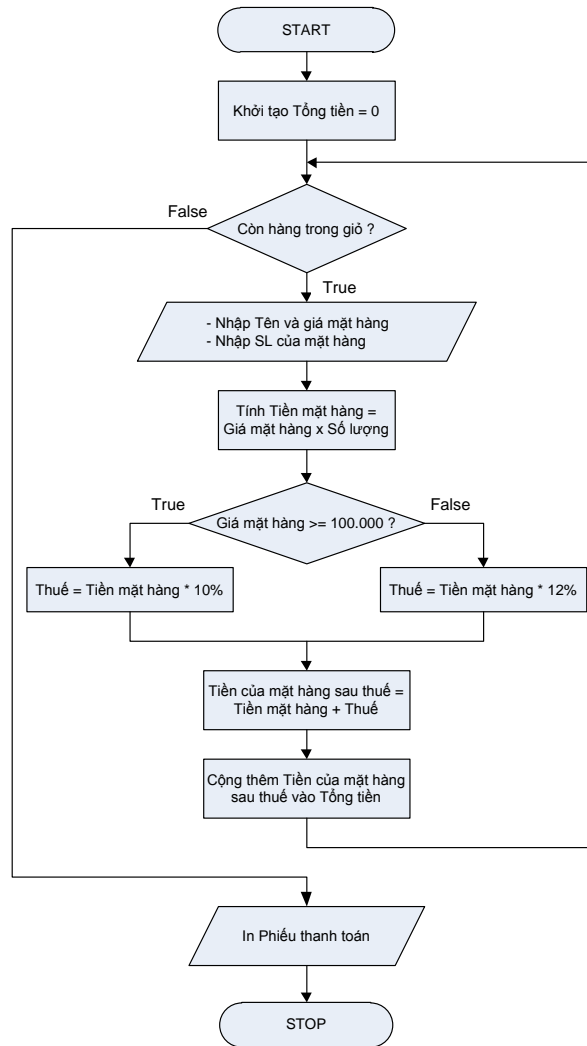 START
Khởi tạo Tổng tiền = 0
False
Còn hàng trong giỏ ?
True
- Nhập Tên và giá mặt hàng
- Nhập SL của mặt hàng
Tính Tiền mặt hàng =
Giá mặt hàng x Số lượng
True
False
Giá mặt hàng >= 100.000 ?
Thuế = Tiền mặt hàng * 10%
Thuế = Tiền mặt hàng * 12%
Tiền của mặt hàng sau thuế =
Tiền mặt hàng + Thuế
Cộng thêm Tiền của mặt hàng
sau thuế vào Tổng tiền
In Phiếu thanh toán
STOP